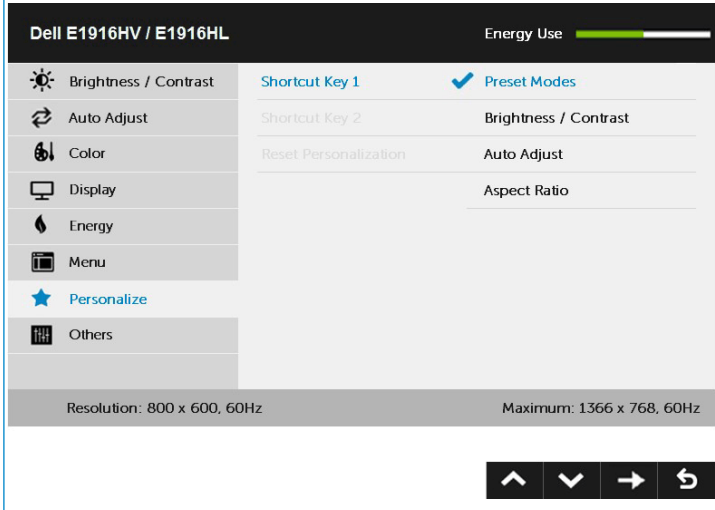 Dell E1916HV / E1916HL Energy Use
Brightness / Contrast Shortcut Key 1 Preset Modes
Auto Adjust Shortcut Key 2 Brightness / Contrast
Color Reset Personalization Auto Adjust
Display Aspect Ratio
Energy
Menu
Personalize
Others
Resolution: 800 x 600, 60Hz Maximum: 1366 x 768, 60Hz